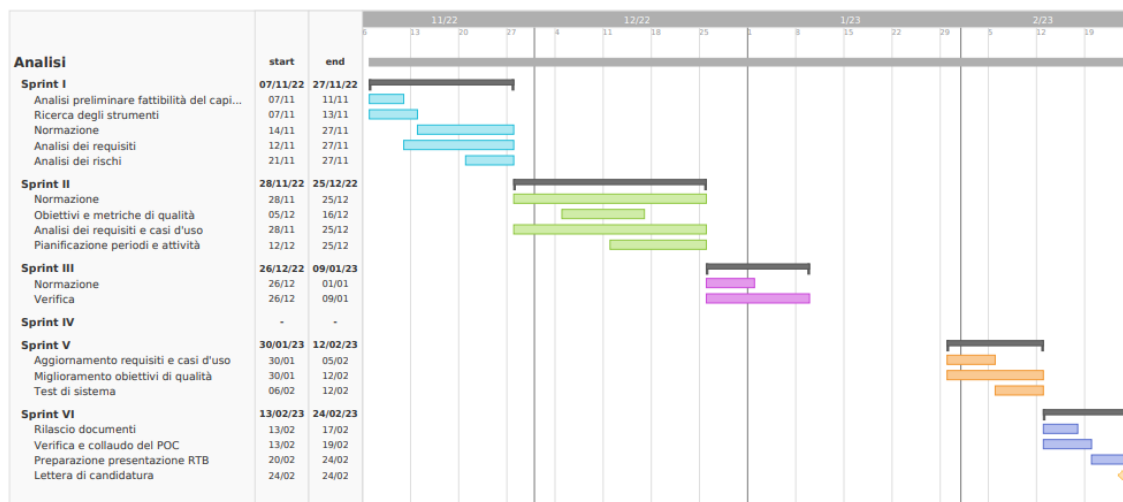 11/22 12/22 1/23 2/23
6 13 20 27 4 11 18 25 1 8 15 22 29 5 12 19
Analisi start end
Sprint I 07/11/22 27/11/22
Analisi preliminare fattibilità del capi... 07/11 11/11
Ricerca degli strumenti 07/11 13/11
Normazione 14/11 27/11
Analisi dei requisiti 12/11 27/11
Analisi dei rischi 21/11 27/11
Sprint II 28/11/22 25/12/22
Normazione 28/11 25/12
Obiettivi e metriche di qualità 05/12 16/12
Analisi dei requisiti e casi d'uso 28/11 25/12
Pianificazione periodi e attività 12/12 25/12
Sprint III 26/12/22 09/01/23
Normazione 26/12 01/01
Verifica 26/12 09/01
Sprint IV - -
Sprint V 30/01/23 12/02/23
Aggiornamento requisiti e casi d'uso 30/01 05/02
Miglioramento obiettivi di qualità 30/01 12/02
Test di sistema 06/02 12/02
Sprint VI 13/02/23 24/02/23
Rilascio documenti 13/02 17/02
Verifica e collaudo del POC 13/02 19/02
Preparazione presentazione RTB 20/02 24/02
Lettera di candidatura 24/02 24/02